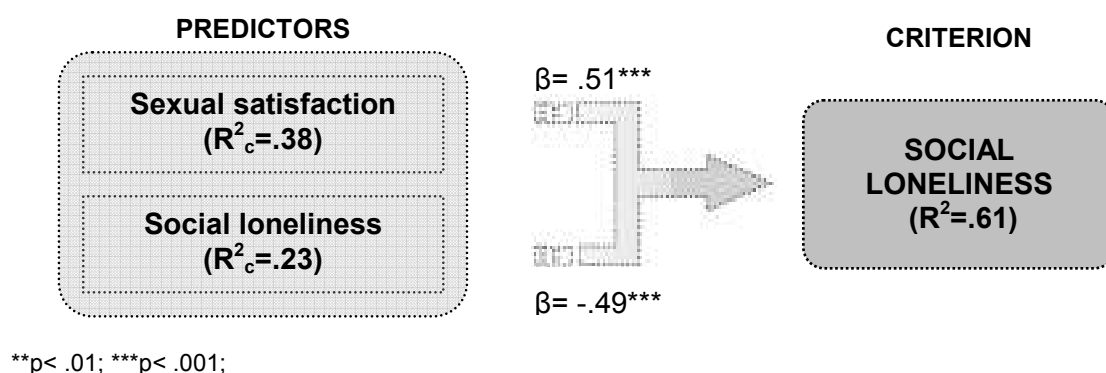 PREDICTORS
Sexual satisfaction
(R²c=.38)
Social loneliness
(R²c=.23)
β= .51***
β= -.49***
CRITERION
SOCIAL
LONELINESS
(R²=.61)
**p< .01; ***p< .001;